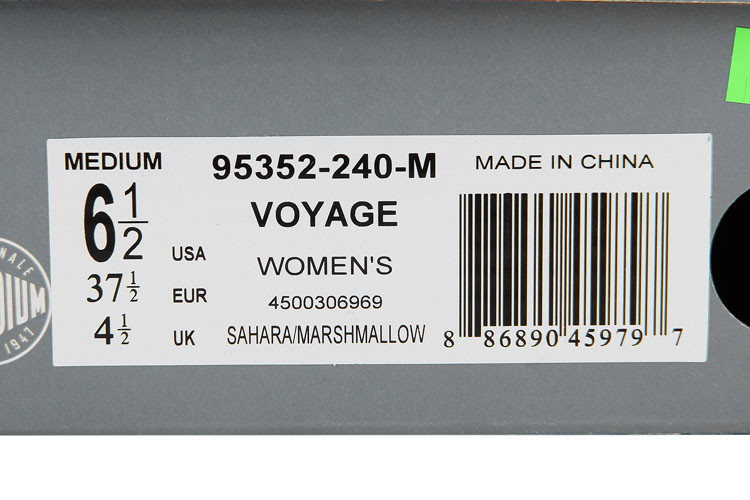 MEDIUM
6 1/2 USA
37 1/2 EUR
4 1/2 UK
95352-240-M
VOYAGE
WOMEN'S
4500306969
SAHARA/MARSHMALLOW
MADE IN CHINA
8 86890 45979 7
1947